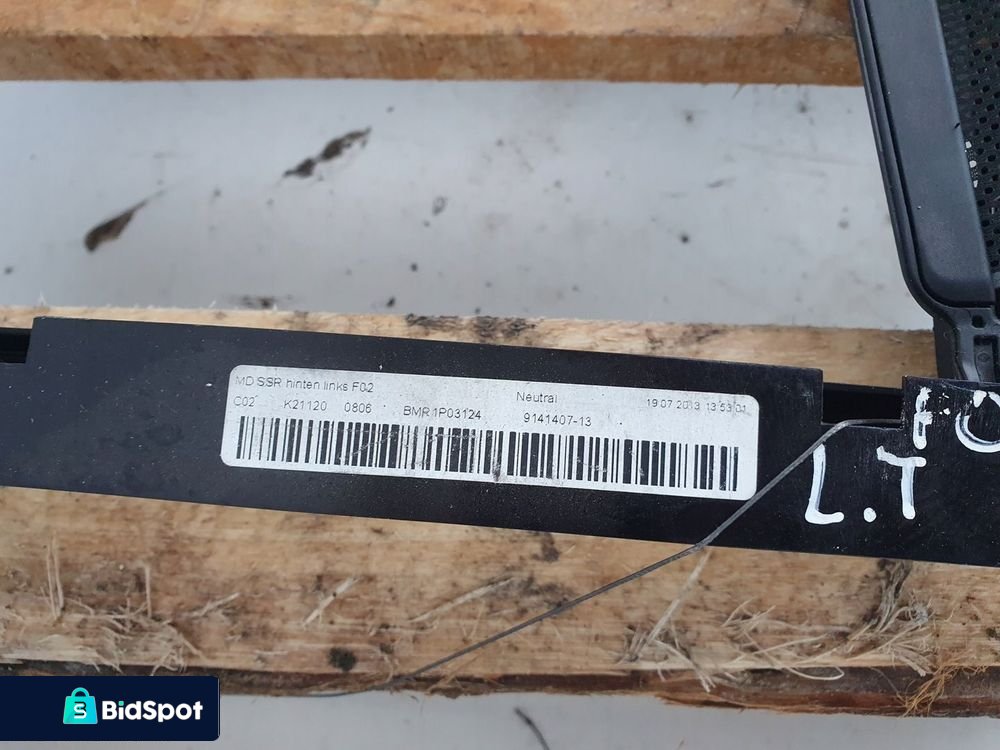 MD SSR hinten links F02
Neutral
19 07 2013 13 53 01
C02 K21120 0806 BMR1P03124 9141407-13
L.T
BidSpot